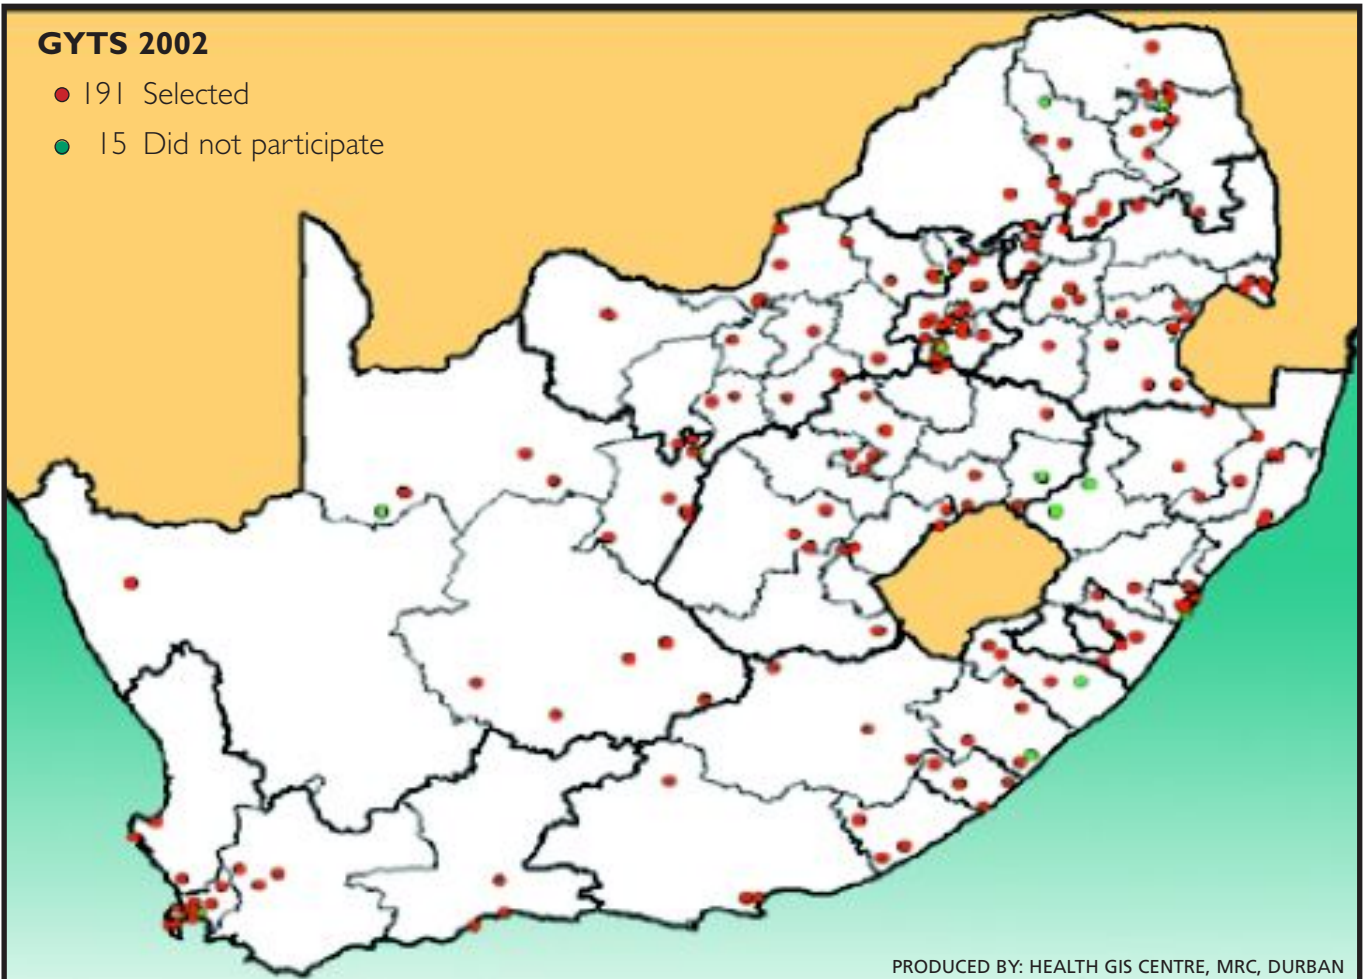 GYTS 2002
191 Selected
15 Did not participate
PRODUCED BY: HEALTH GIS CENTRE, MRC, DURBAN